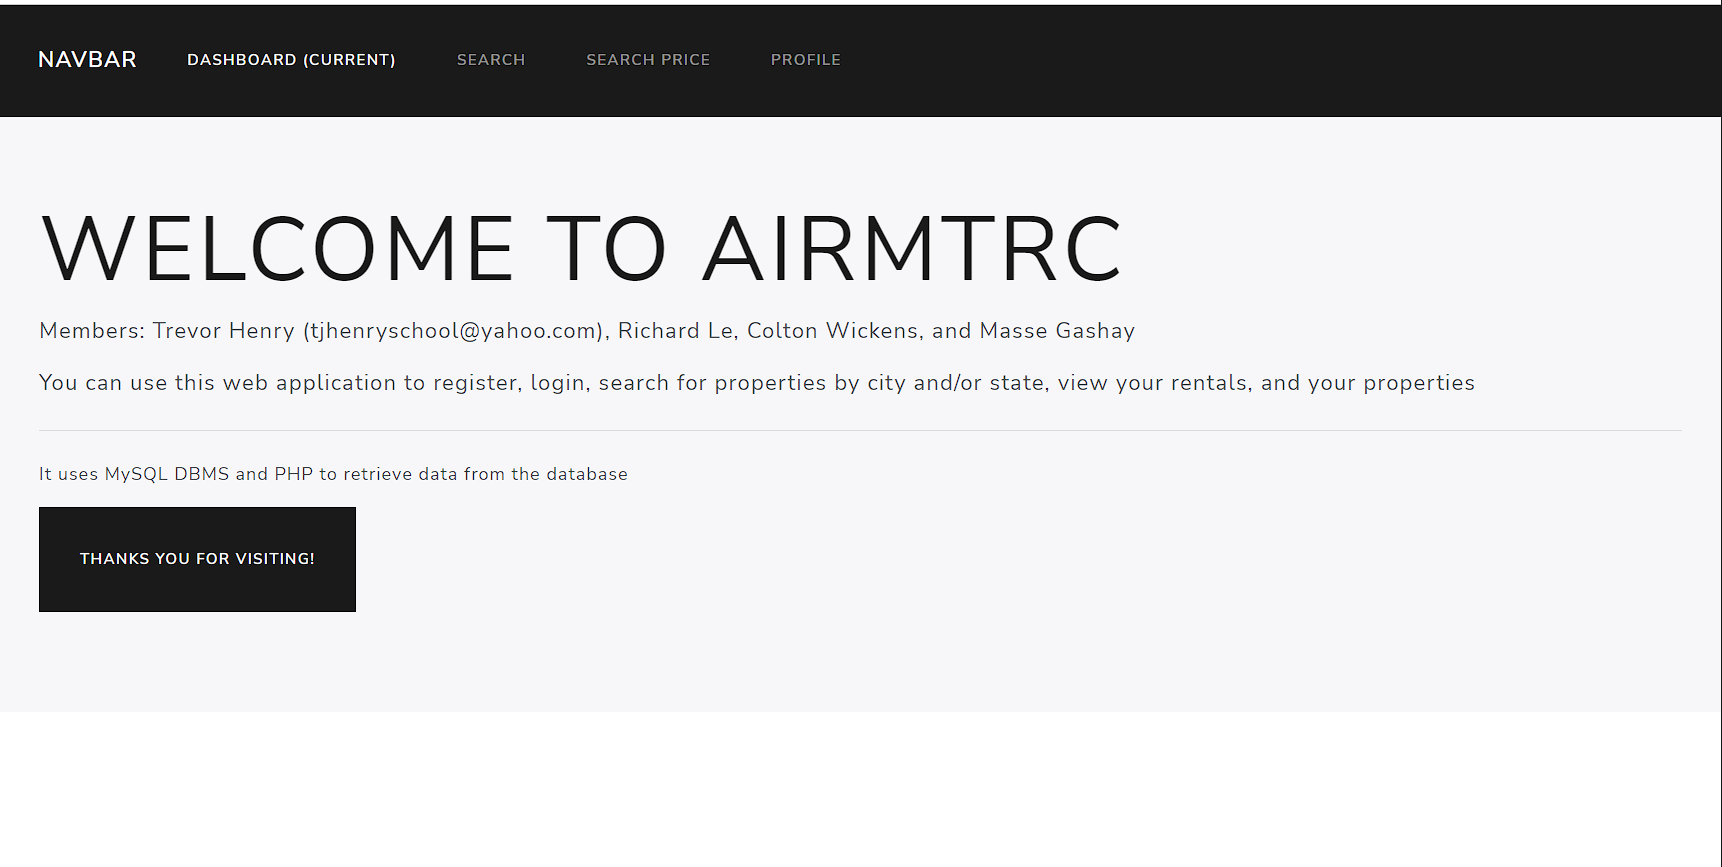 NAVBAR DASHBOARD (CURRENT) SEARCH SEARCH PRICE PROFILE
WELCOME TO AIRMTRC
Members: Trevor Henry (tjhenryschool@yahoo.com), Richard Le, Colton Wickens, and Masse Gashay
You can use this web application to register, login, search for properties by city and/or state, view your rentals, and your properties
It uses MySQL DBMS and PHP to retrieve data from the database
THANKS YOU FOR VISITING!